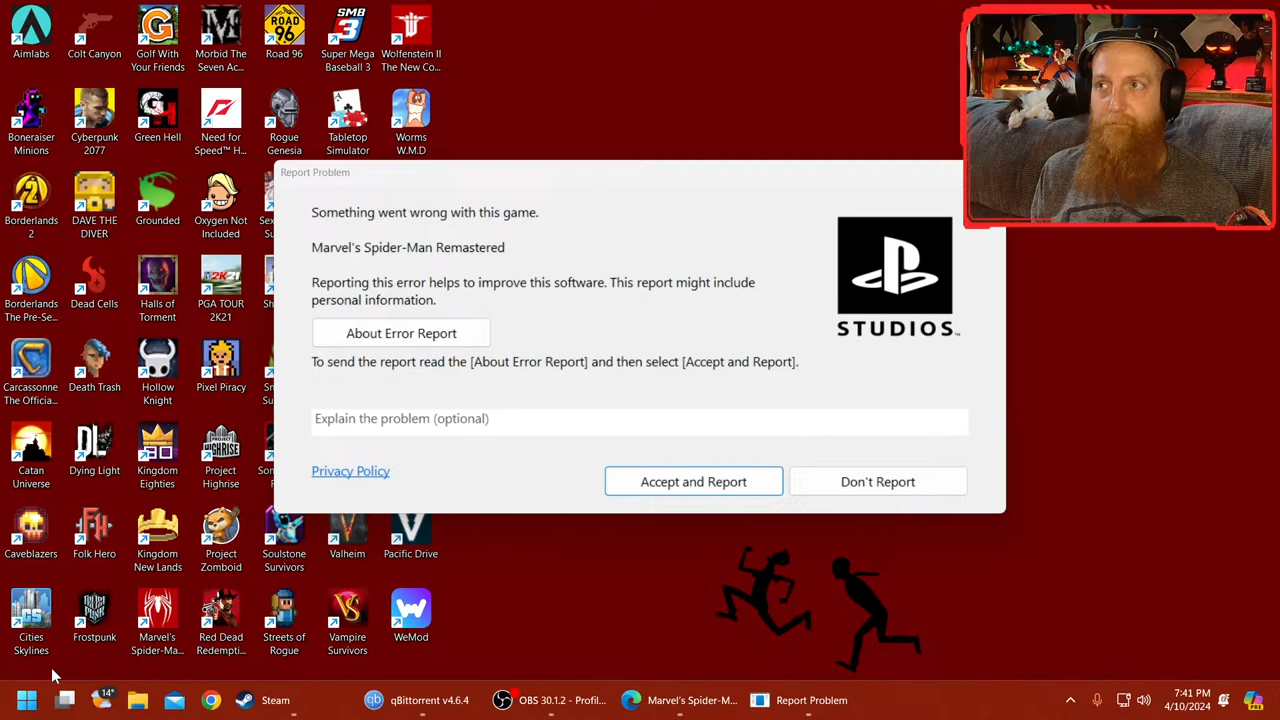 Aimlabs
Colt Canyon
Golf With
Your Friends
Morbid The
Seven Ac...
ROAD
96
Road 96
SMB
3
Super Mega
Baseball 3
Wolfenstein II
The New Co...
Boneraiser
Minions
Cyberpunk
2077
Green Hell
Need for
Speed™ H...
Rogue
Genesia
Tabletop
Simulator
Worms
W.M.D
Borderlands
2
DAVE THE
DIVER
Grounded
Oxygen Not
Included
Borderlands
The Pre-Se...
Dead Cells
Halls of
Torment
PGA TOUR
2K21
Carcassonne
The Official...
Death Trash
Hollow
Knight
Pixel Piracy
Catan
Universe
DL
Dying Light
Kingdom
Eighties
Project
Highrise
Caveblazers
Folk Hero
Kingdom
New Lands
Project
Zomboid
Soulstone
Survivors
Valheim
Pacific Drive
CS
Cities
Skylines
Frostpunk
Marvel's
Spider-Ma...
Red Dead
Redempti...
Streets of
Rogue
VS
Vampire
Survivors
WeMod
Report Problem
Something went wrong with this game.
Marvel's Spider-Man Remastered
Reporting this error helps to improve this software. This report might include
personal information.
About Error Report
To send the report read the [About Error Report] and then select [Accept and Report].
Explain the problem (optional)
Privacy Policy
Accept and Report
Don't Report
STUDIOS™
14°
Steam
qb
qBittorrent v4.6.4
OBS 30.1.2 - Profil...
Marvel's Spider-M...
Report Problem
7:41 PM
4/10/2024
PRE